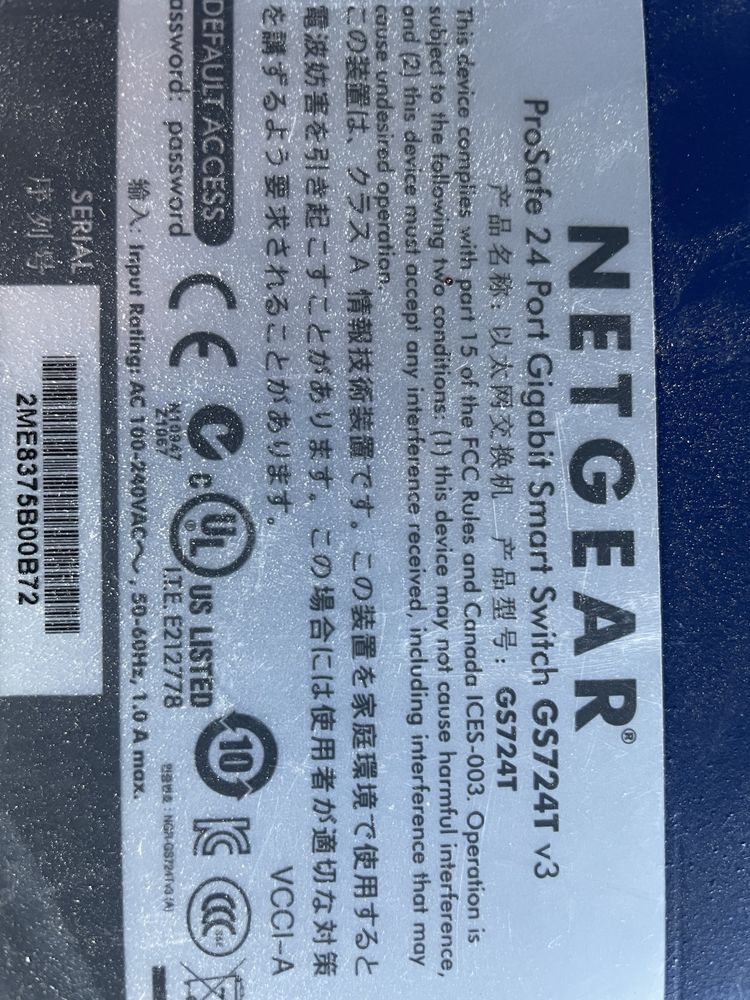 NETGEAR®
ProSafe 24 Port Gigabit Smart Switch GS724T v3
产品名称: 以太网交换机 产品型号: GS724T
This device complies with part 15 of the FCC Rules and Canada ICES-003. Operation is
subject to the following two conditions: (1) this device may not cause harmful interference,
and (2) this device must accept any interference received, including interference that may
cause undesired operation.
この装置は、クラス A 情報技術装置です。この装置を家庭環境で使用すると
電波妨害を引き起こすことがあります。この場合には使用者が適切な対策
を講ずるよう要求されることがあります。
VCCI-A
DEFAULT ACCESS
assword: password
CE
N10947
Z1067
C UL US LISTED
I.T.E. E212778
10
CCC
输入: Input Rating: AC 100-240VAC～, 50-60Hz, 1.0 A max.
SERIAL
序列号
2ME8375B00B72